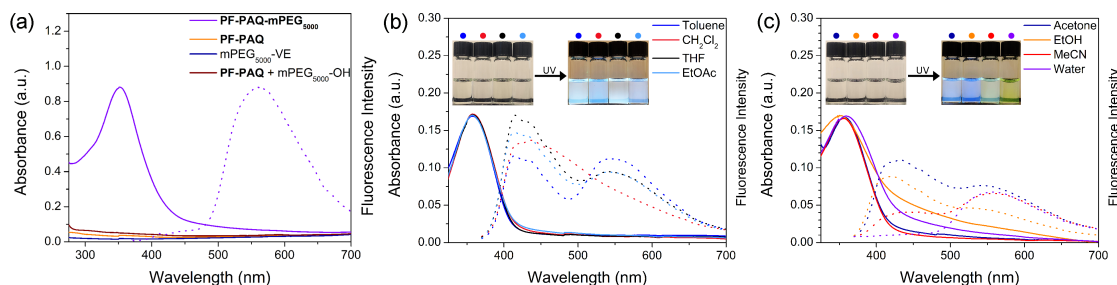 (a)
PF-PAQ-mPEG5000
PF-PAQ
mPEG5000-VE
PF-PAQ + mPEG5000-OH
Absorbance (a.u.)
1.2
0.9
0.6
0.3
0.0
300 400 500 600 700
Wavelength (nm)
Fluorescence Intensity
(b)
Toluene
CH2Cl2
THF
EtOAc
UV
Absorbance (a.u.)
0.30
0.25
0.20
0.15
0.10
0.05
0.00
400 500 600 700
Wavelength (nm)
Fluorescence Intensity
(c)
Acetone
EtOH
MeCN
Water
UV
Absorbance (a.u.)
0.30
0.25
0.20
0.15
0.10
0.05
0.00
400 500 600 700
Wavelength (nm)
Fluorescence Intensity